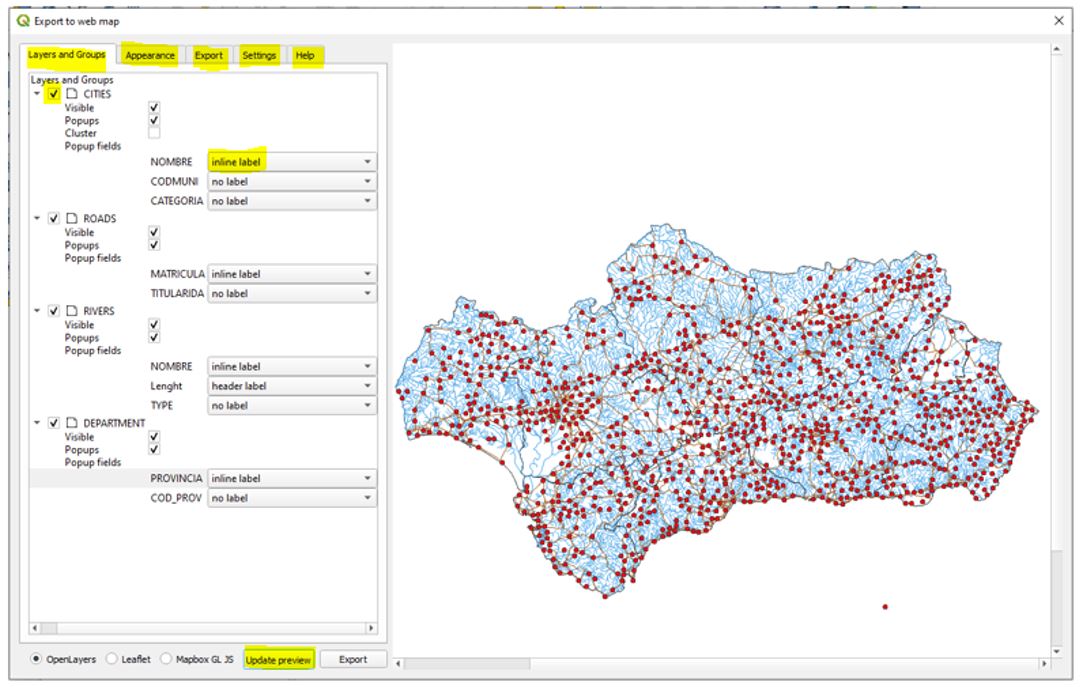 Export to web map
Layers and Groups Appearance Export Settings Help
Layers and Groups
CITIES
Visible
Popups
Cluster
Popup fields
NOMBRE inline label
CODMUNI no label
CATEGORIA no label
ROADS
Visible
Popups
Popup fields
MATRICULA inline label
TITULARIDA no label
RIVERS
Visible
Popups
Popup fields
NOMBRE inline label
Lenght header label
TYPE no label
DEPARTMENT
Visible
Popups
Popup fields
PROVINCIA inline label
COD_PROV no label
OpenLayers Leaflet Mapbox GL JS Update preview Export